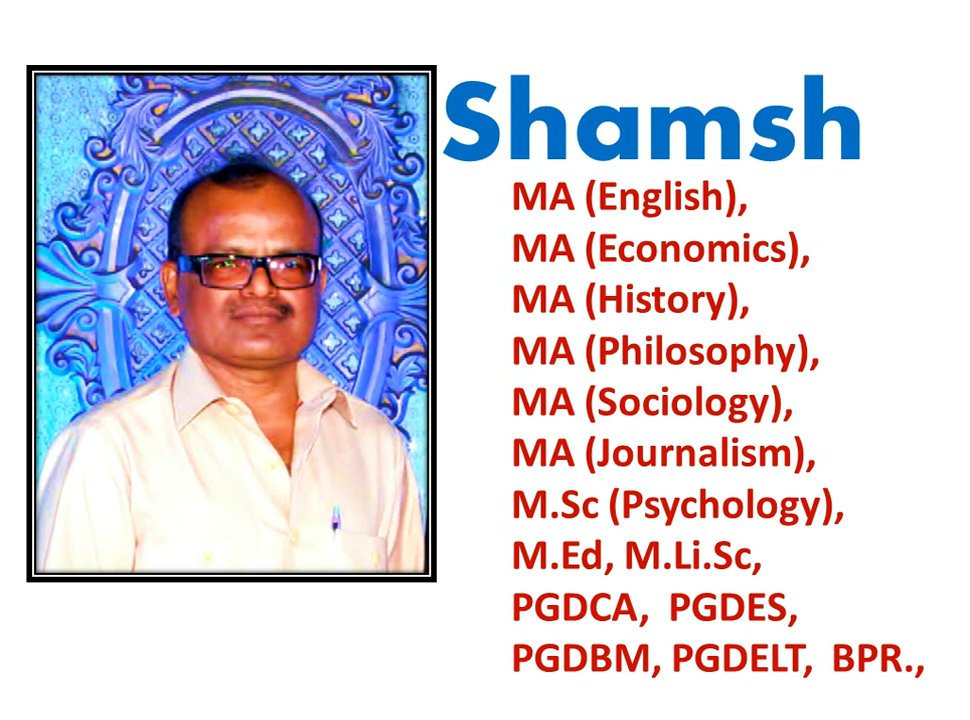 Shamsh
MA (English),
MA (Economics),
MA (History),
MA (Philosophy),
MA (Sociology),
MA (Journalism),
M.Sc (Psychology),
M.Ed, M.Li.Sc,
PGDCA,  PGDES,
PGDBM, PGDELT,  BPR.,